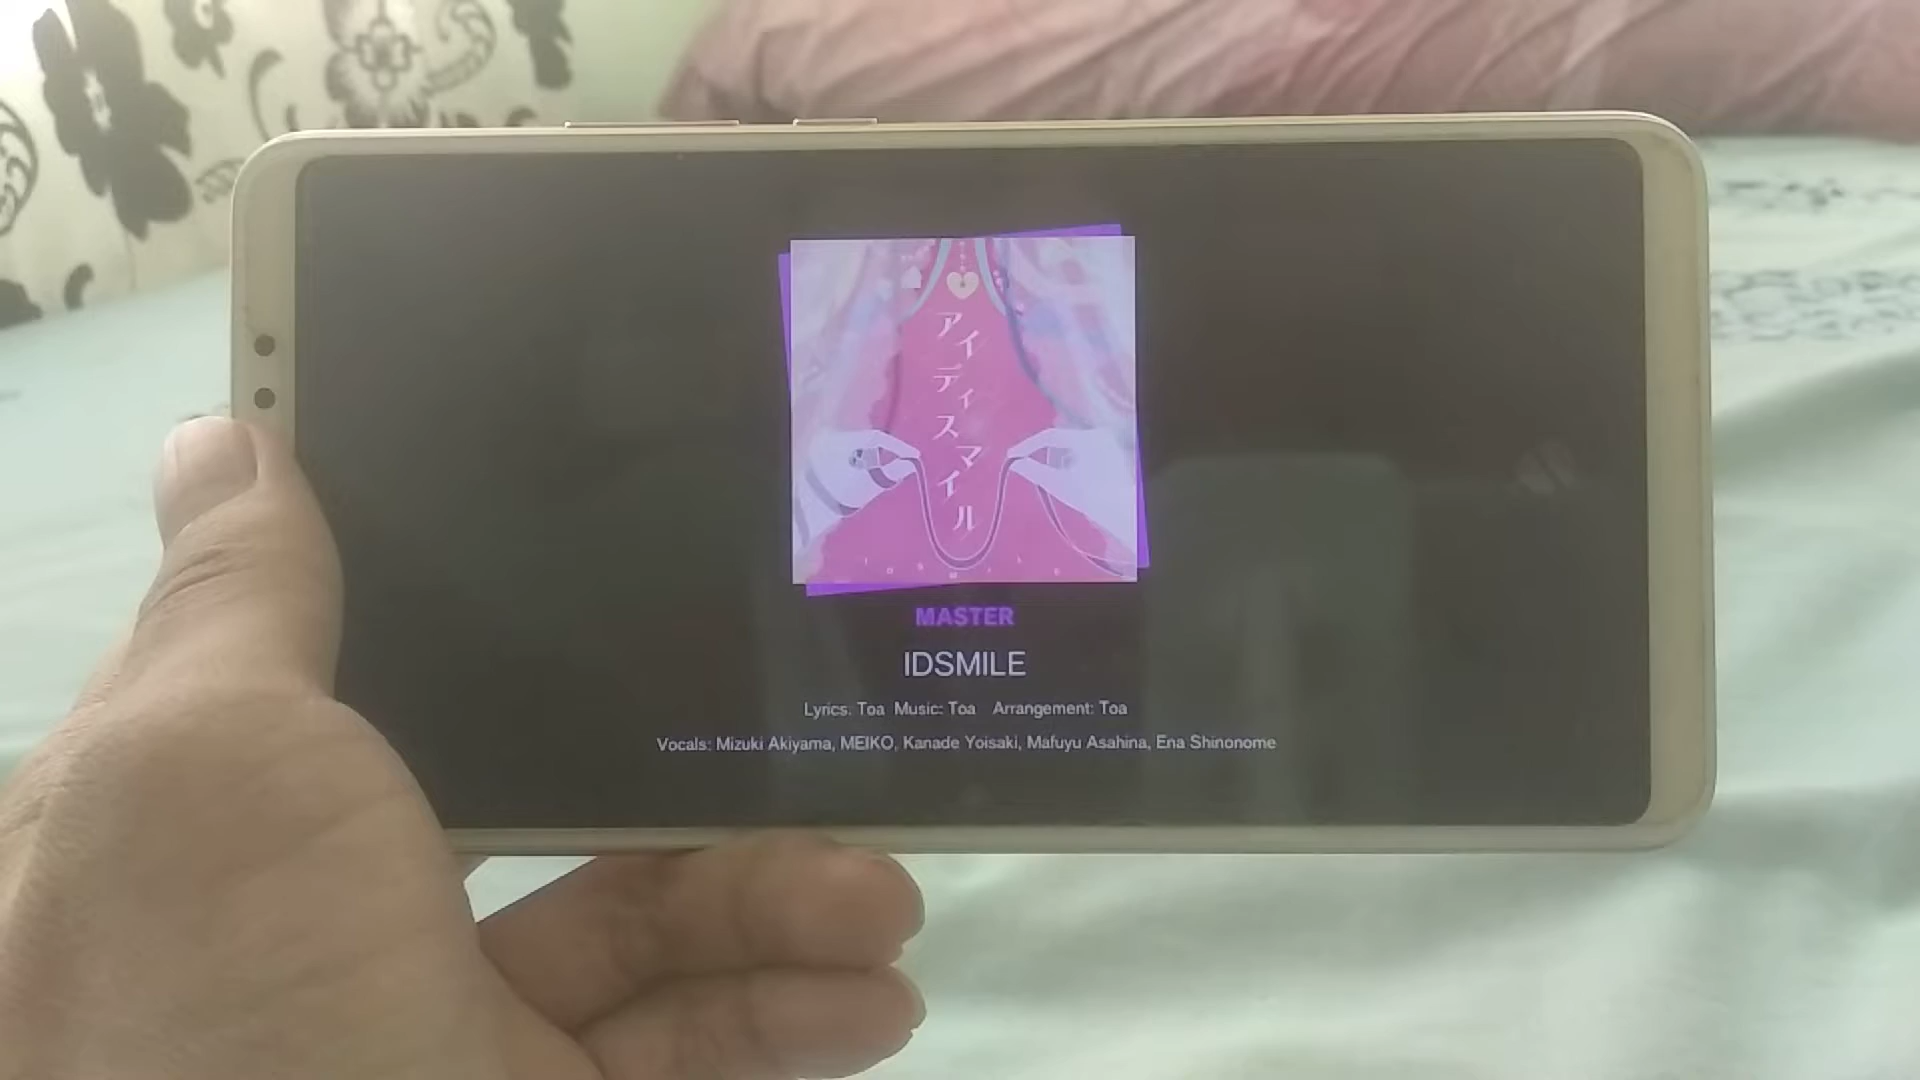 アイディスマイル
IDSMILE
MASTER
IDSMILE
Lyrics: Toa Music: Toa Arrangement: Toa
Vocals: Mizuki Akiyama, MEIKO, Kanade Yoisaki, Mafuyu Asahina, Ena Shinonome